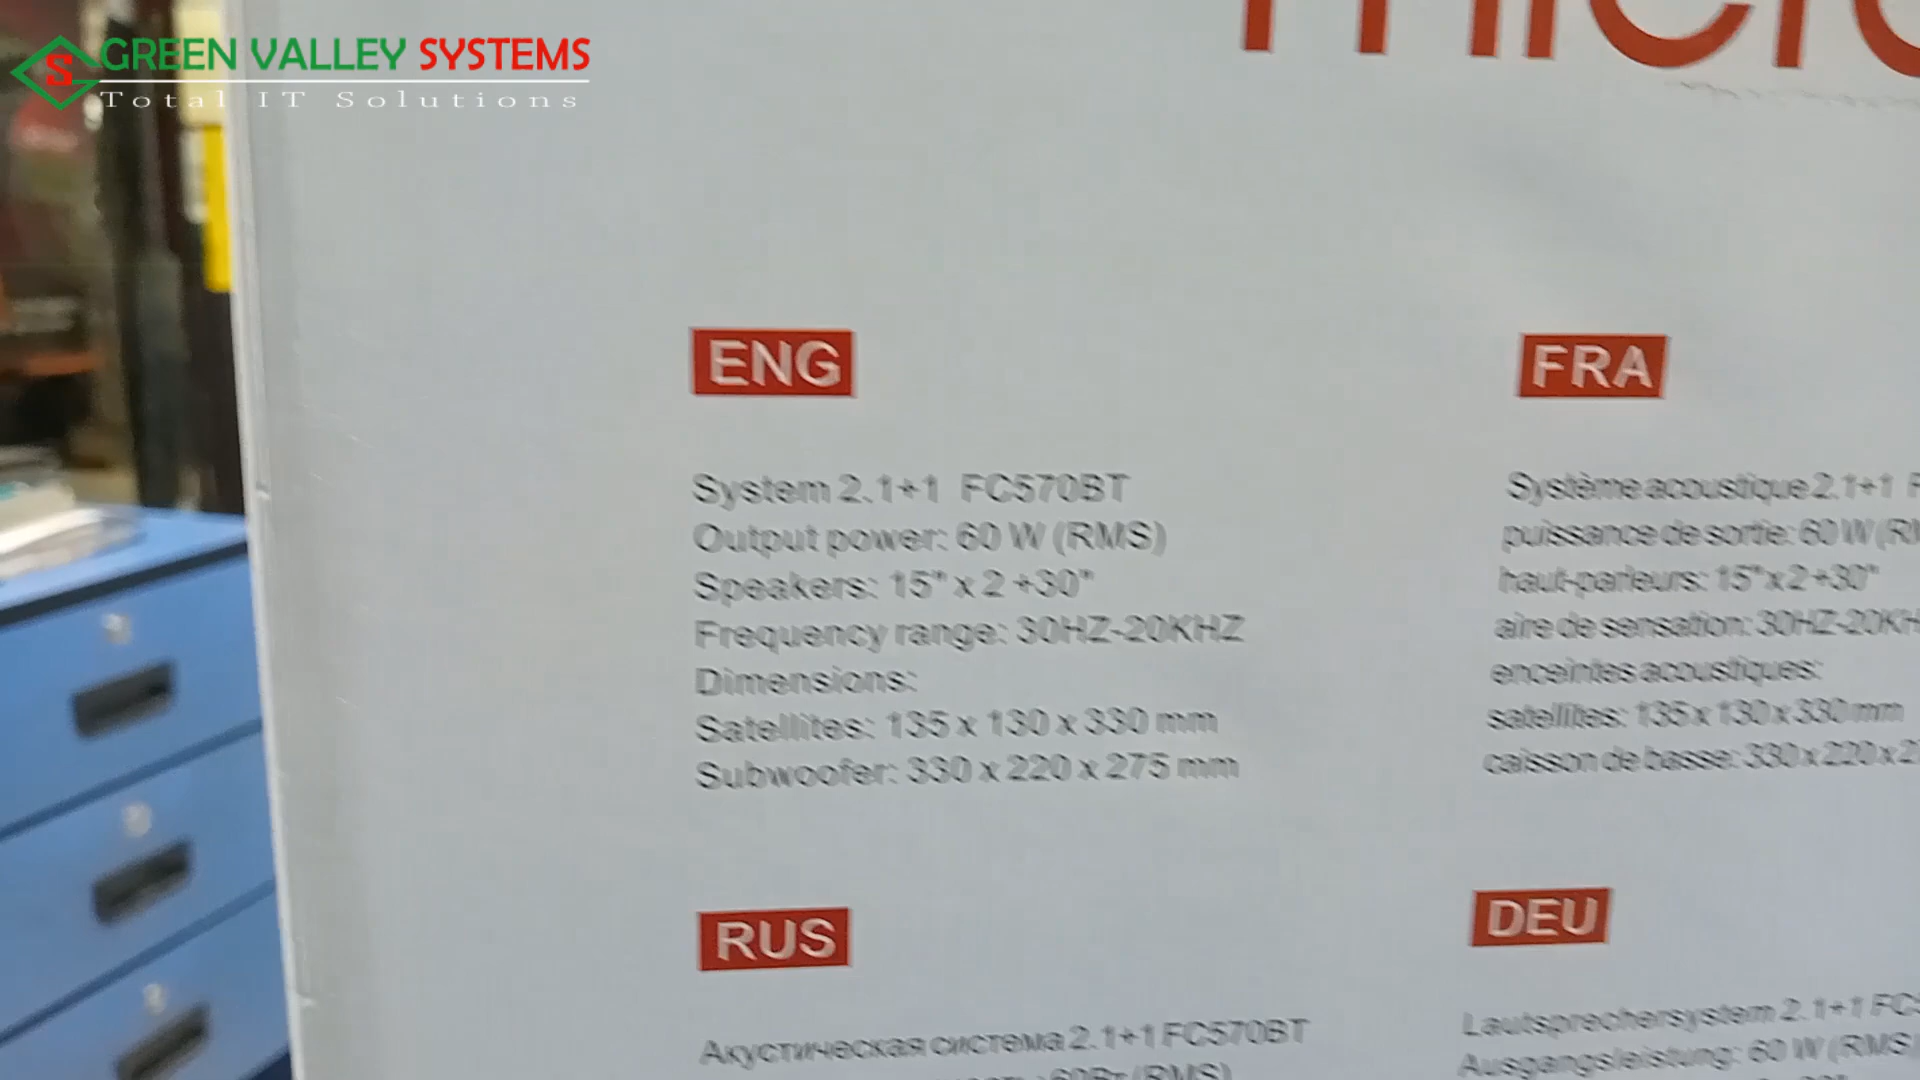 GREEN VALLEY SYSTEMS
Total IT Solutions
ENG
System 2.1+1 FC570BT
Output power: 60 W (RMS)
Speakers: 15" x 2 +30"
Frequency range: 30HZ-20KHZ
Dimensions:
Satellites: 135 x 130 x 330 mm
Subwoofer: 330 x 220 x 275 mm
FRA
Système acoustique 2.1+1
puissance de sortie: 60 W
haut-parleurs: 15"x 2 +30"
aire de sensation: 30HZ-20KH
enceintes acoustiques:
satellites: 135 x 130 x 330 mm
caisson de basse: 330 x 220 x
RUS
Акустическая система 2.1+1 FC570BT
60Вт (RMS)
DEU
Lautsprechersystem 2.1+1
Ausgangsleistung: 60 W (RMS)